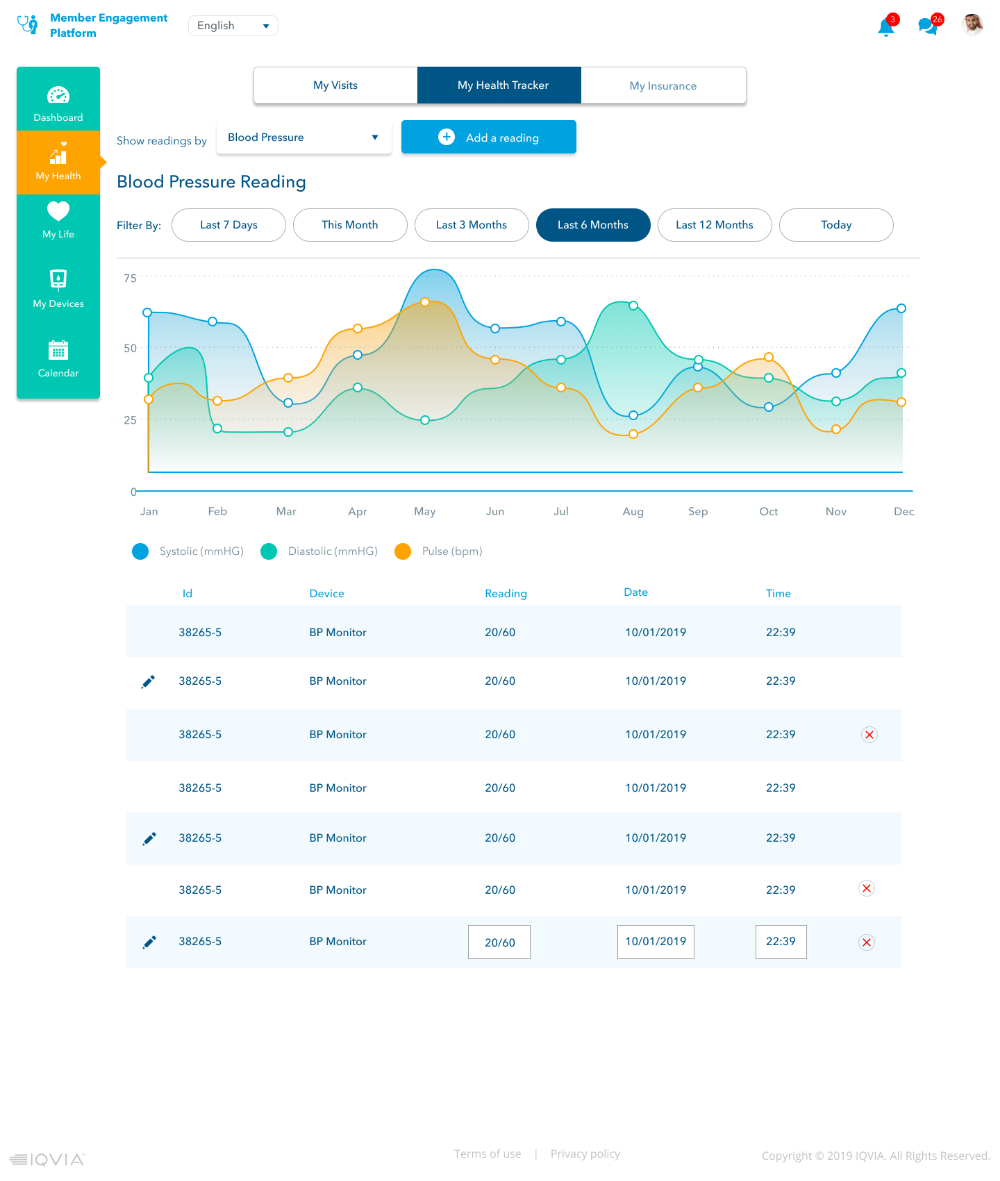 Member Engagement
Platform
English
3
26
My Visits
My Health Tracker
My Insurance
Dashboard
My Health
My Life
My Devices
Calendar
Show readings by
Blood Pressure
Add a reading
Blood Pressure Reading
Filter By:
Last 7 Days
This Month
Last 3 Months
Last 6 Months
Last 12 Months
Today
75
50
25
0
Jan Feb Mar Apr May Jun Jul Aug Sep Oct Nov Dec
Systolic (mmHG) Diastolic (mmHG) Pulse (bpm)
Id Device Reading Date Time
38265-5 BP Monitor 20/60 10/01/2019 22:39
38265-5 BP Monitor 20/60 10/01/2019 22:39
38265-5 BP Monitor 20/60 10/01/2019 22:39
38265-5 BP Monitor 20/60 10/01/2019 22:39
38265-5 BP Monitor 20/60 10/01/2019 22:39
38265-5 BP Monitor 20/60 10/01/2019 22:39
38265-5 BP Monitor 20/60 10/01/2019 22:39
IQVIA
Terms of use | Privacy policy
Copyright © 2019 IQVIA. All Rights Reserved.